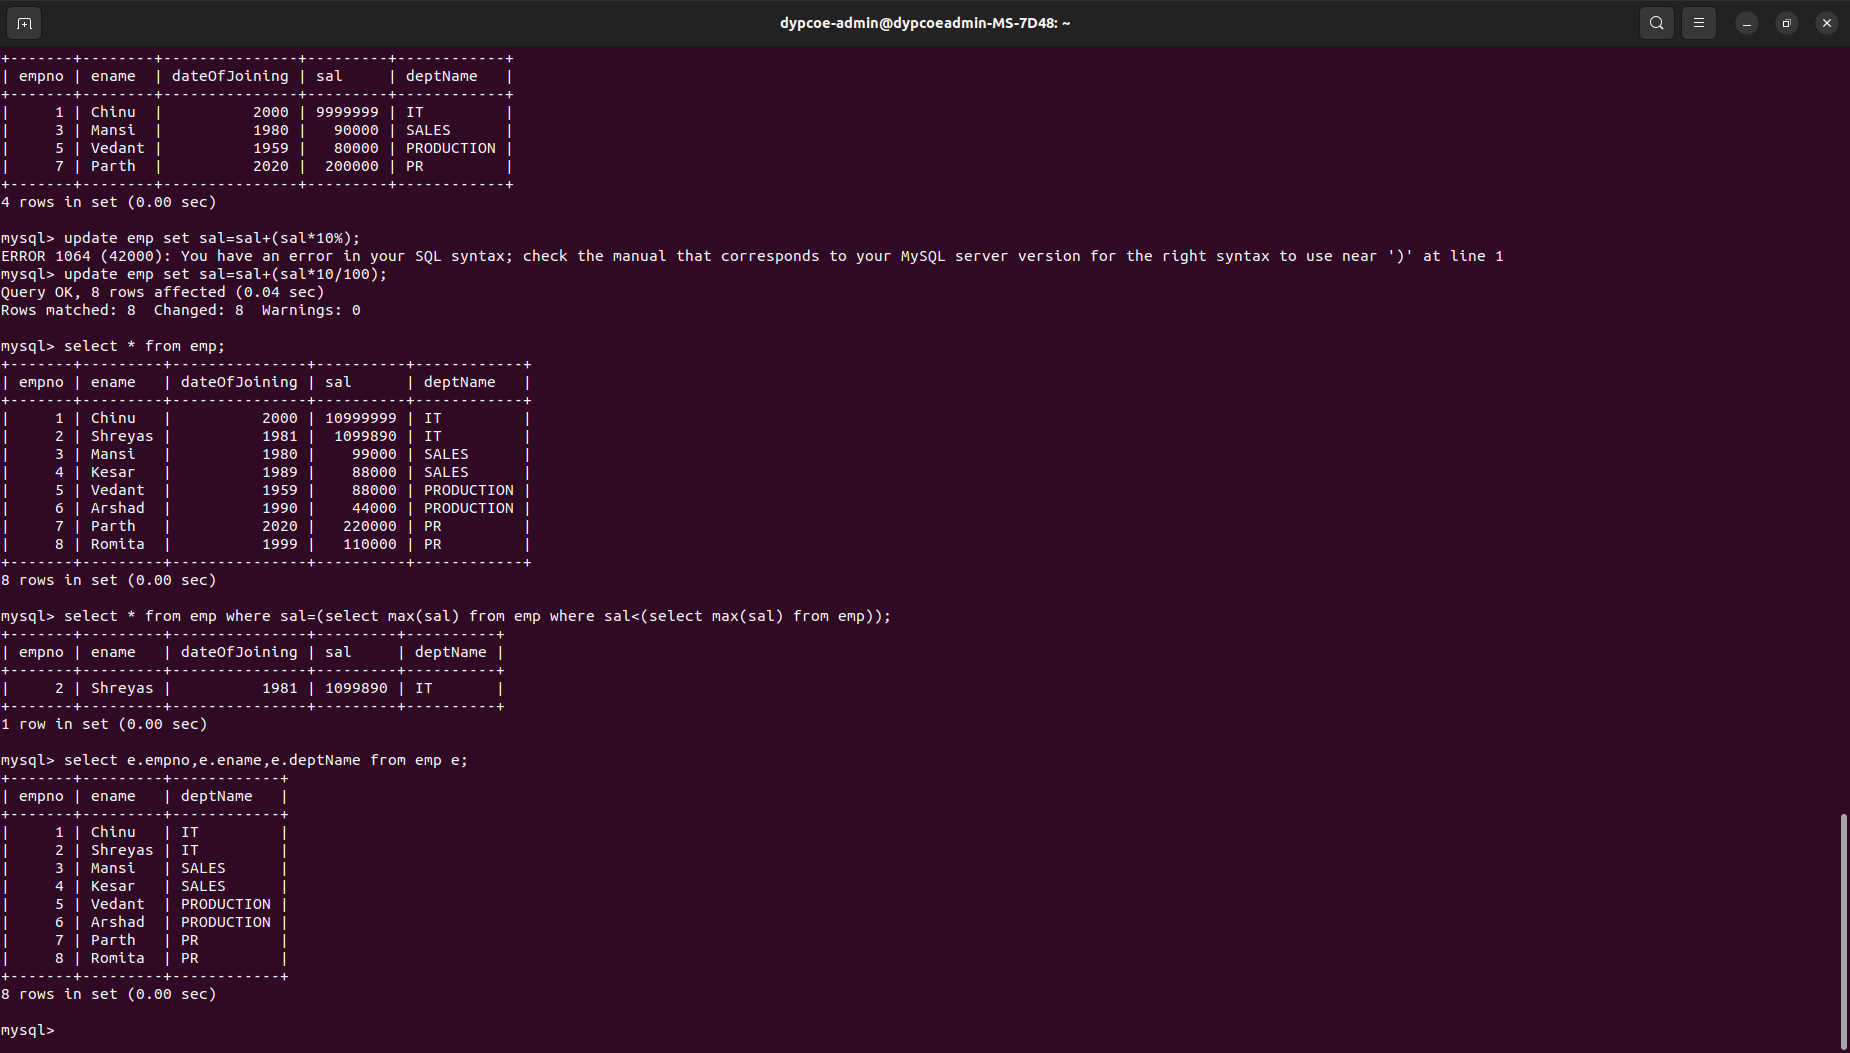 dypcoe-admin@dypcoeadmin-MS-7D48: ~
+-------+--------+---------------+---------+------------+
| empno | ename  | dateOfJoining | sal     | deptName   |
+-------+--------+---------------+---------+------------+
|     1 | Chinu  |          2000 | 9999999 | IT         |
|     3 | Mansi  |          1980 |   90000 | SALES      |
|     5 | Vedant |          1959 |   80000 | PRODUCTION |
|     7 | Parth  |          2020 |  200000 | PR         |
+-------+--------+---------------+---------+------------+
4 rows in set (0.00 sec)
mysql> update emp set sal=sal+(sal*10%);
ERROR 1064 (42000): You have an error in your SQL syntax; check the manual that corresponds to your MySQL server version for the right syntax to use near ')' at line 1
mysql> update emp set sal=sal+(sal*10/100);
Query OK, 8 rows affected (0.04 sec)
Rows matched: 8  Changed: 8  Warnings: 0
mysql> select * from emp;
+-------+---------+---------------+----------+------------+
| empno | ename   | dateOfJoining | sal      | deptName   |
+-------+---------+---------------+----------+------------+
|     1 | Chinu   |          2000 | 10999999 | IT         |
|     2 | Shreyas |          1981 |  1099890 | IT         |
|     3 | Mansi   |          1980 |    99000 | SALES      |
|     4 | Kesar   |          1989 |    88000 | SALES      |
|     5 | Vedant  |          1959 |    88000 | PRODUCTION |
|     6 | Arshad  |          1990 |    44000 | PRODUCTION |
|     7 | Parth   |          2020 |   220000 | PR         |
|     8 | Romita  |          1999 |   110000 | PR         |
+-------+---------+---------------+----------+------------+
8 rows in set (0.00 sec)
mysql> select * from emp where sal=(select max(sal) from emp where sal<(select max(sal) from emp));
+-------+---------+---------------+---------+----------+
| empno | ename   | dateOfJoining | sal     | deptName |
+-------+---------+---------------+---------+----------+
|     2 | Shreyas |          1981 | 1099890 | IT       |
+-------+---------+---------------+---------+----------+
1 row in set (0.00 sec)
mysql> select e.empno,e.ename,e.deptName from emp e;
+-------+---------+------------+
| empno | ename   | deptName   |
+-------+---------+------------+
|     1 | Chinu   | IT         |
|     2 | Shreyas | IT         |
|     3 | Mansi   | SALES      |
|     4 | Kesar   | SALES      |
|     5 | Vedant  | PRODUCTION |
|     6 | Arshad  | PRODUCTION |
|     7 | Parth   | PR         |
|     8 | Romita  | PR         |
+-------+---------+------------+
8 rows in set (0.00 sec)
mysql>